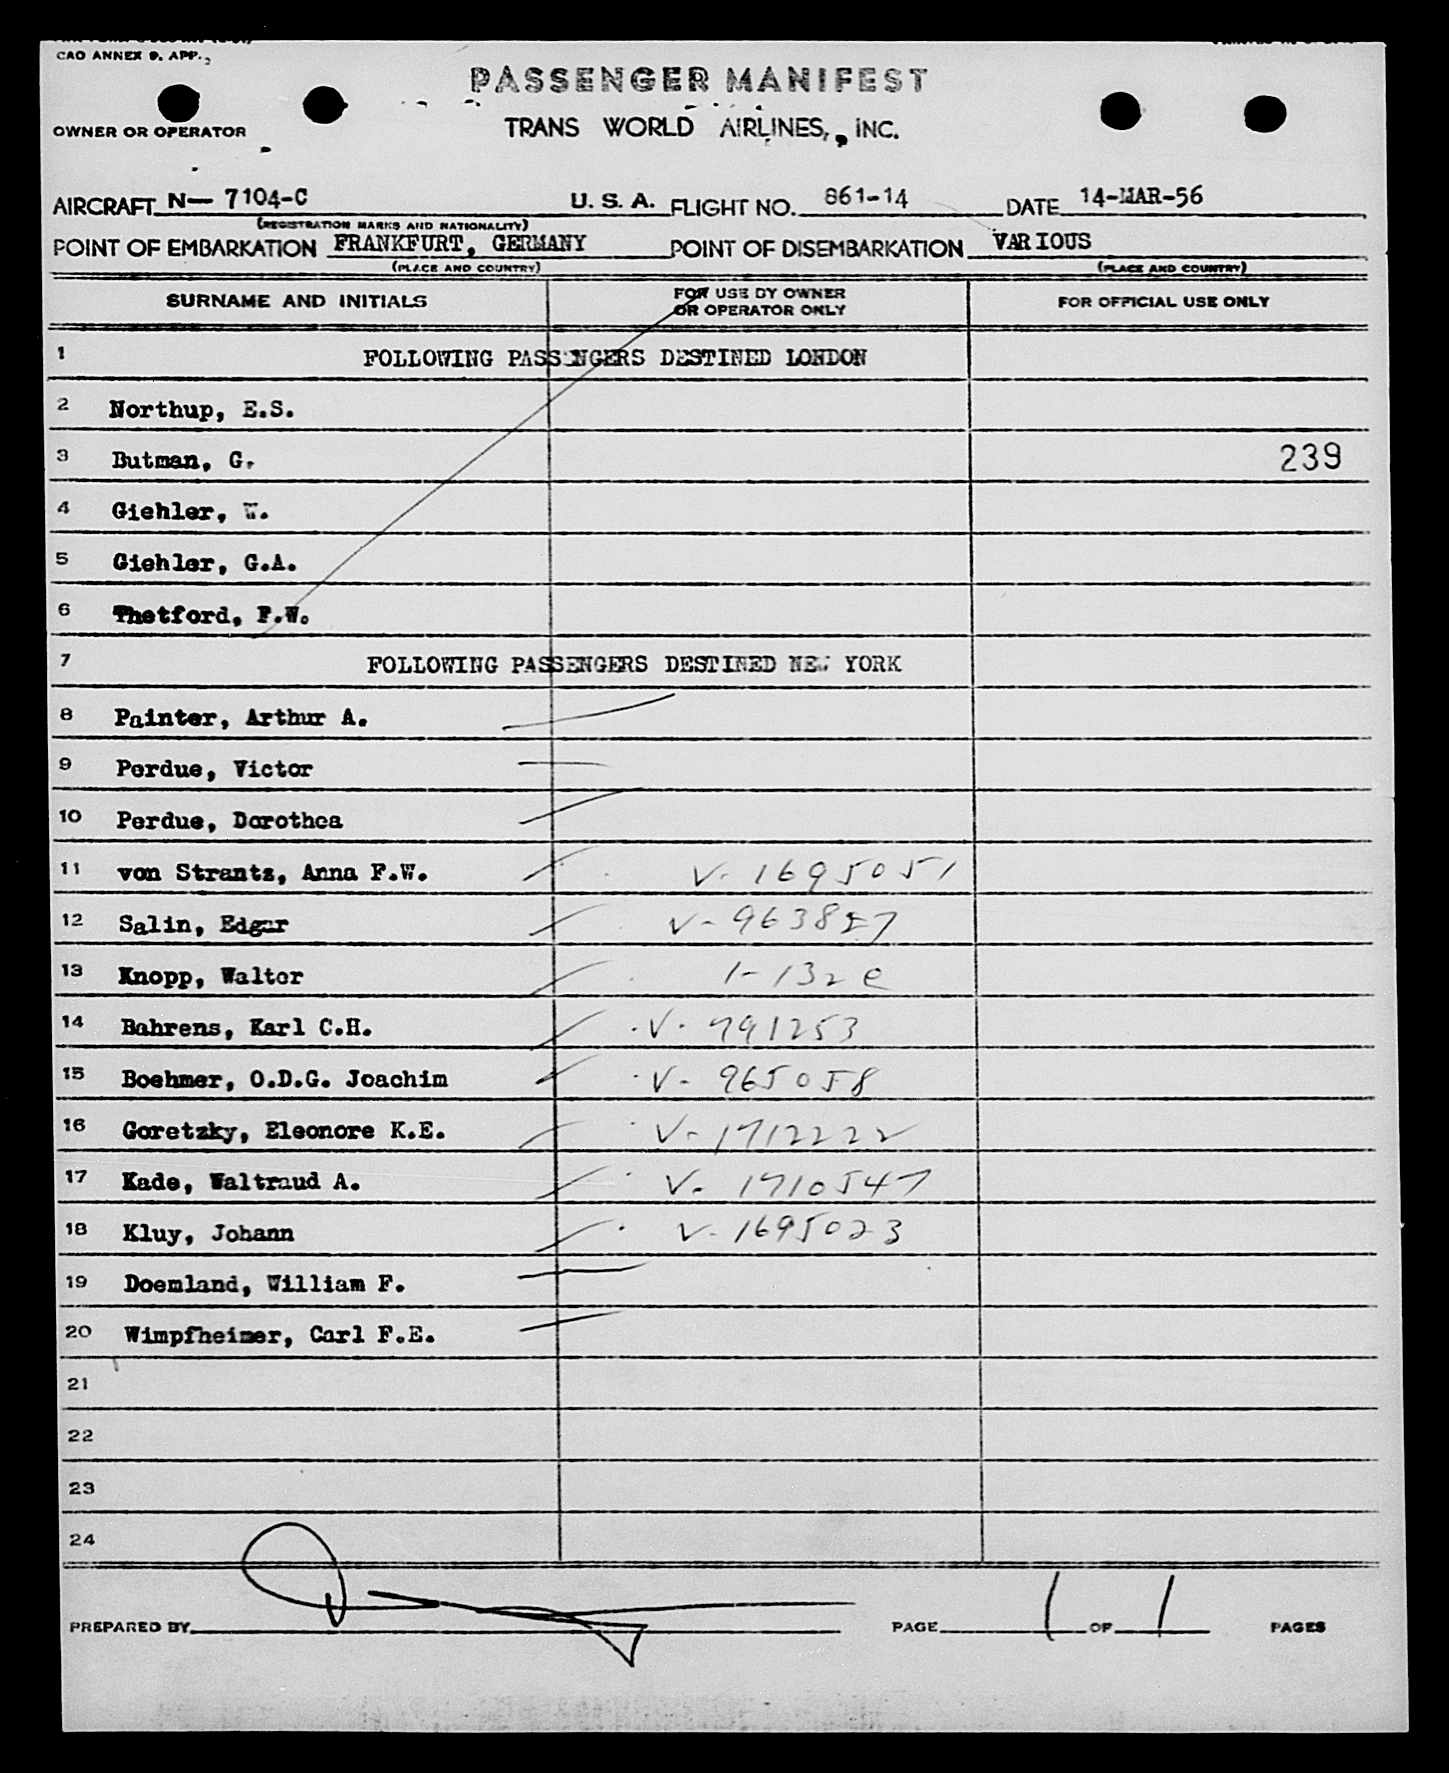 CAO ANNEX 9. APP. 2
PASSENGER MANIFEST
OWNER OR OPERATOR
TRANS WORLD AIRLINES, INC.
AIRCRAFT N— 7104-C U. S. A. FLIGHT NO. 861-14 DATE 14-MAR-56
(REGISTRATION MARKS AND NATIONALITY)
POINT OF EMBARKATION FRANKFURT, GERMANY POINT OF DISEMBARKATION VARIOUS
(PLACE AND COUNTRY) (PLACE AND COUNTRY)
SURNAME AND INITIALS FOR USE BY OWNER OR OPERATOR ONLY FOR OFFICIAL USE ONLY
1 FOLLOWING PASSENGERS DESTINED LONDON
2 Northup, E.S.
3 Butman, G. 239
4 Giehler, W.
5 Giehler, G.A.
6 Thetford, F.W.
7 FOLLOWING PASSENGERS DESTINED NEW YORK
8 Painter, Arthur A.
9 Perdue, Victor
10 Perdue, Dorothea
11 von Strantz, Anna F.W. V-1695051
12 Salin, Edgar V-963857
13 Knopp, Walter 1-132 e
14 Bahrens, Karl C.H. V-791253
15 Boehmer, O.D.G. Joachim V-965058
16 Goretzky, Eleonore K.E. V-1712222
17 Kade, Waltraud A. V-1710547
18 Kluy, Johann V-1695023
19 Doemland, William F.
20 Wimpfheimer, Carl F.E.
21
22
23
24
PREPARED BY PAGE 1 OF 1 PAGES